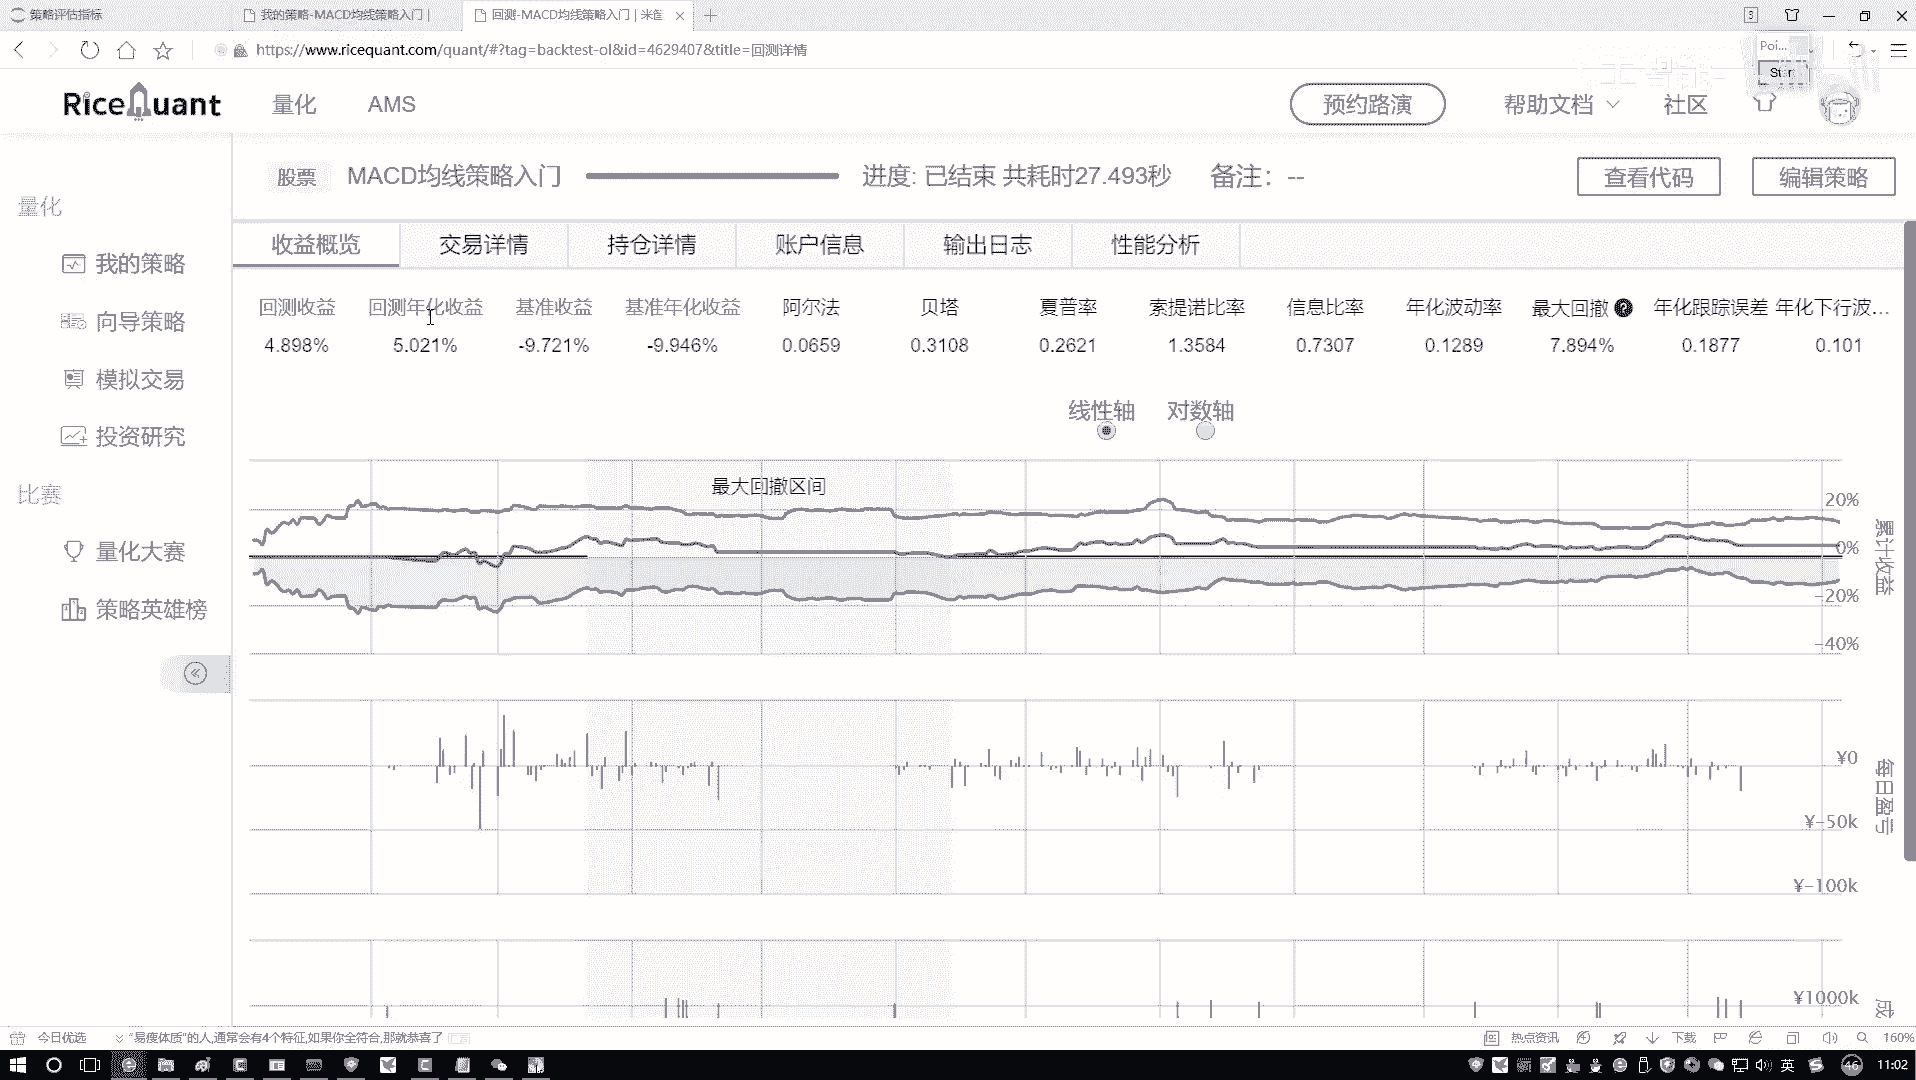 策略评估指标 我的策略-MACD均线策略入门 | 回测-MACD均线策略入门 | 米筐
https://www.ricequant.com/quant/#?tag=backtest-ol&id=4629407&title=回测详情
Poi...
Start
RiceQuant 量化 AMS 预约路演 帮助文档 社区
股票 MACD均线策略入门 进度: 已结束 共耗时27.493秒 备注：-- 查看代码 编辑策略
量化
我的策略
向导策略
模拟交易
投资研究
比赛
量化大赛
策略英雄榜
收益概览 交易详情 持仓详情 账户信息 输出日志 性能分析
回测收益 回测年化收益 基准收益 基准年化收益 阿尔法 贝塔 夏普率 索提诺比率 信息比率 年化波动率 最大回撤 年化跟踪误差 年化下行波...
4.898% 5.021% -9.721% -9.946% 0.0659 0.3108 0.2621 1.3584 0.7307 0.1289 7.894% 0.1877 0.101
线性轴 对数轴
最大回撤区间
20%
0%
-20%
-40%
累计收益
¥0
¥-50k
¥-100k
每日盈亏
¥1000k
成
今日优选 “易瘦体质”的人,通常会有4个特征,如果你全符合,那就恭喜了 热点资讯 下载 160%
英 46 11:02